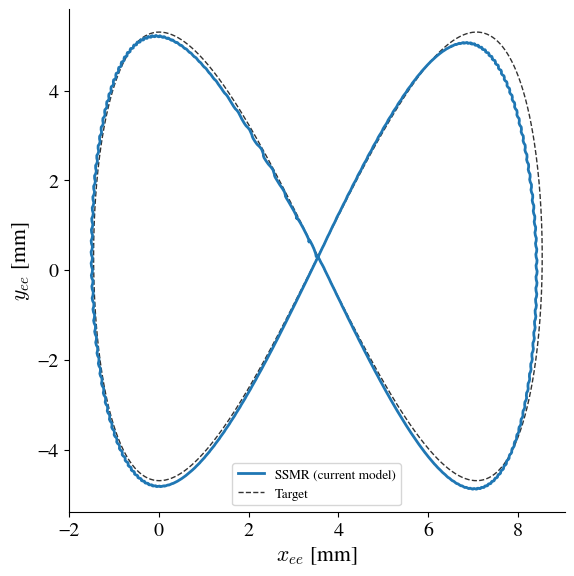 y_ee [mm]
4
2
0
−2
−4
SSMR (current model)
Target
−2 0 2 4 6 8
x_ee [mm]